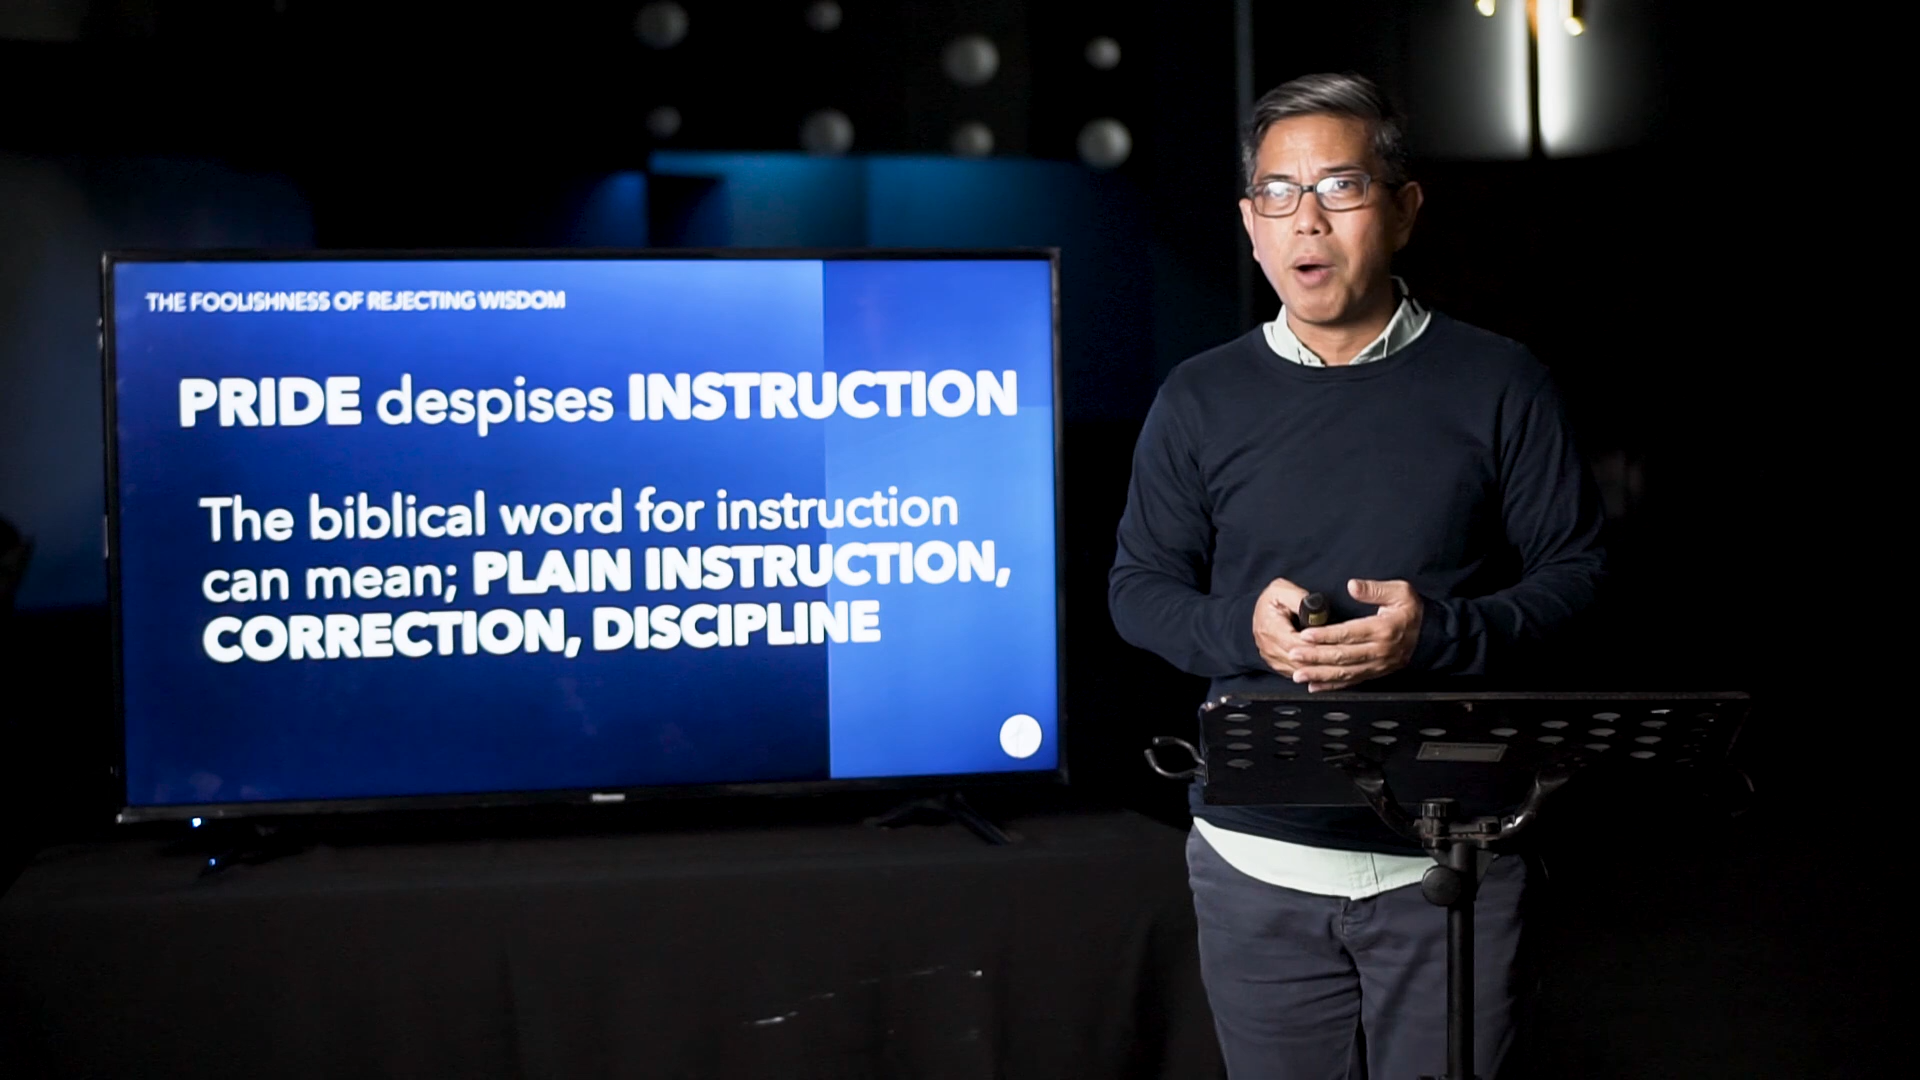 THE FOOLISHNESS OF REJECTING WISDOM
PRIDE despises INSTRUCTION
The biblical word for instruction
can mean; PLAIN INSTRUCTION,
CORRECTION, DISCIPLINE